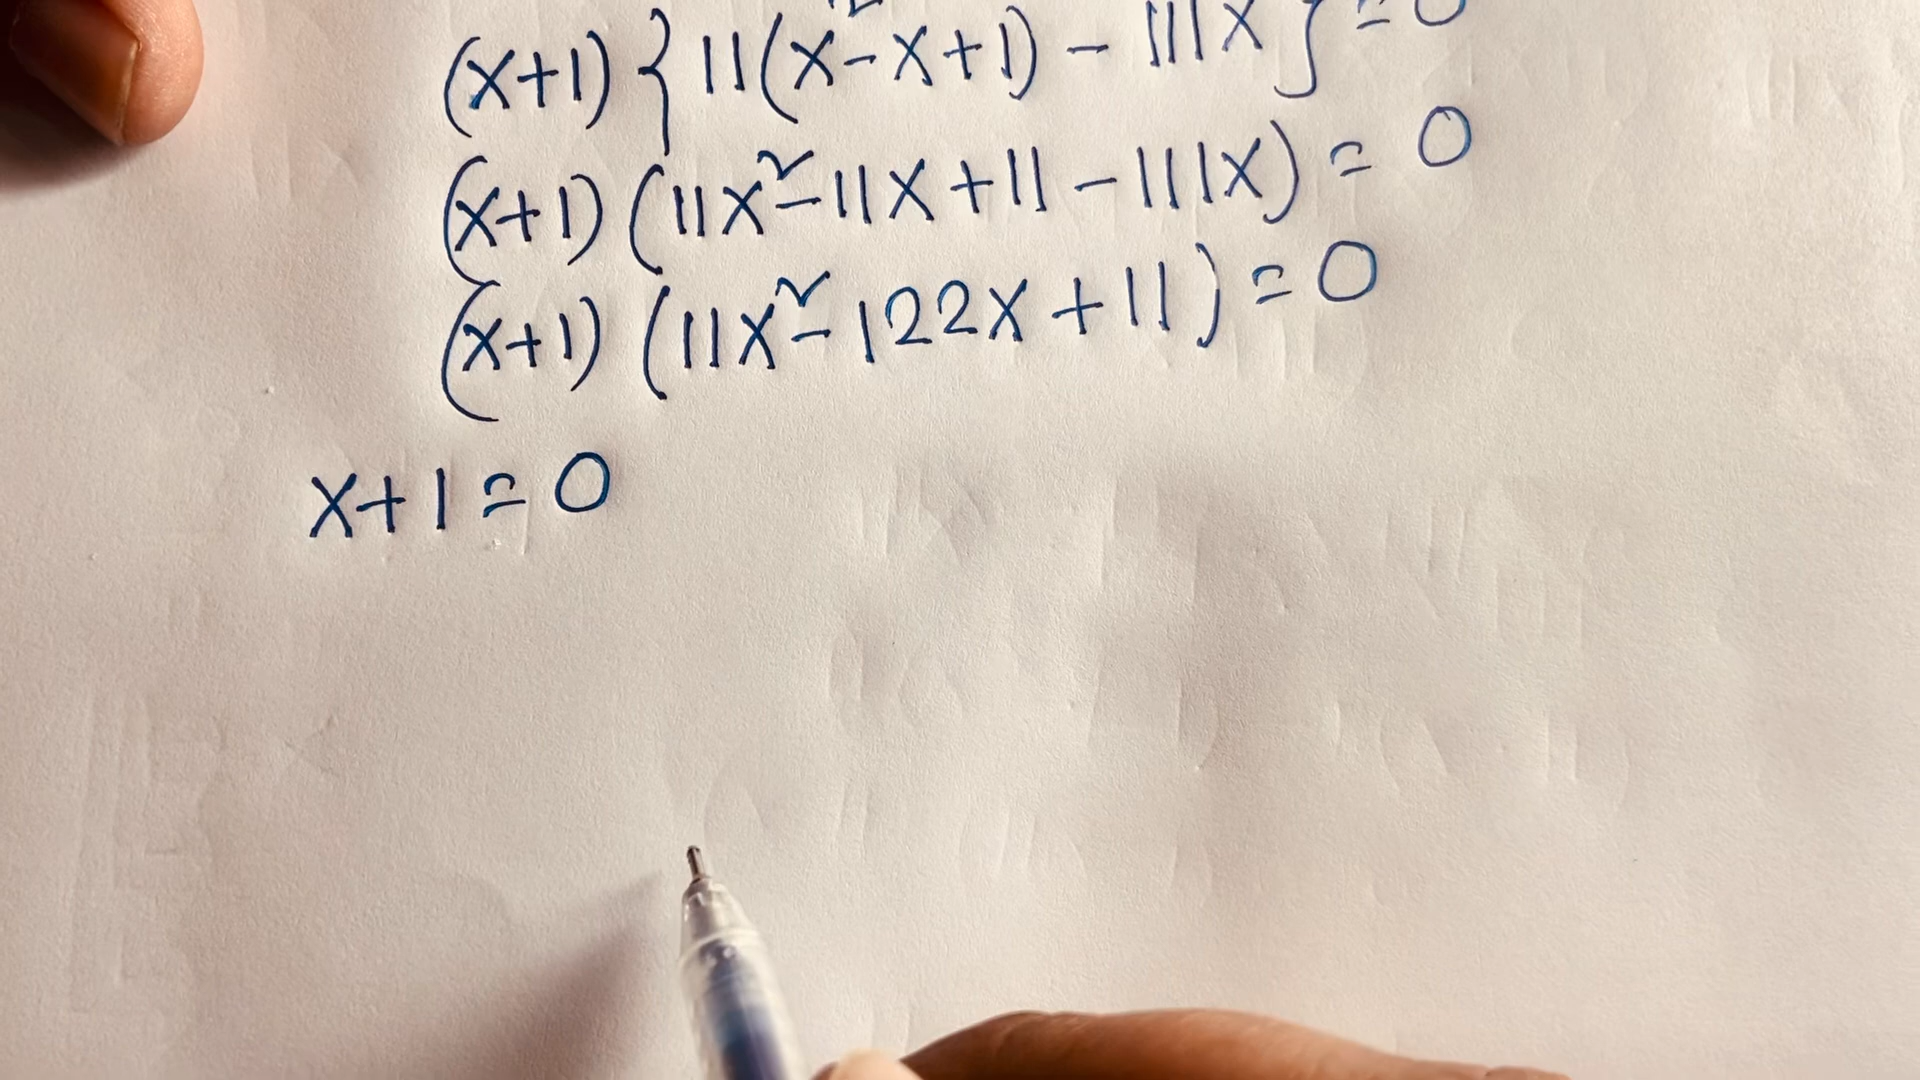 (x+1){11(x²-x+1) - 111x} = 0
(x+1)(11x²-11x+11-111x) = 0
(x+1)(11x²-122x+11) = 0
x+1=0